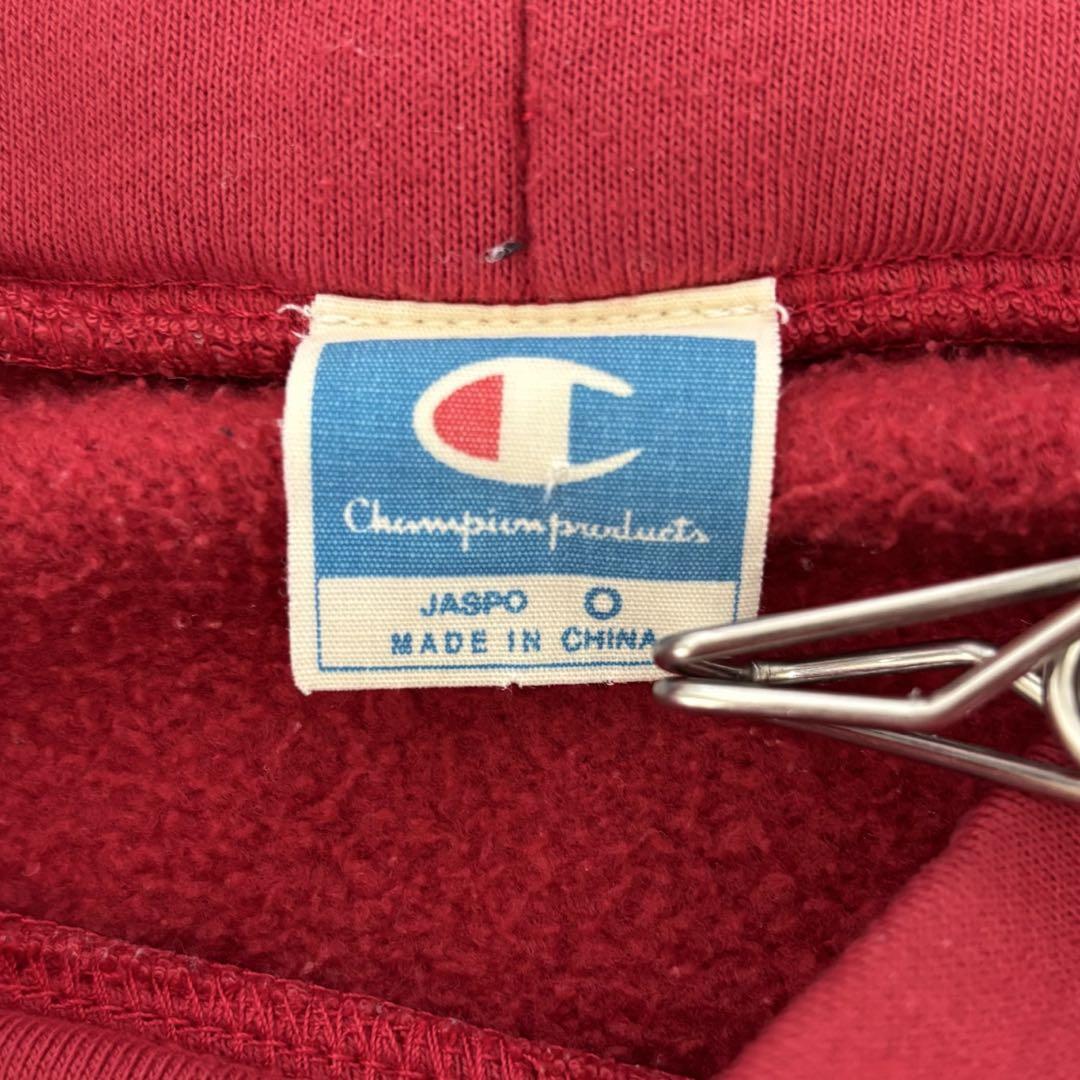 Champion products
JASPO O
MADE IN CHINA